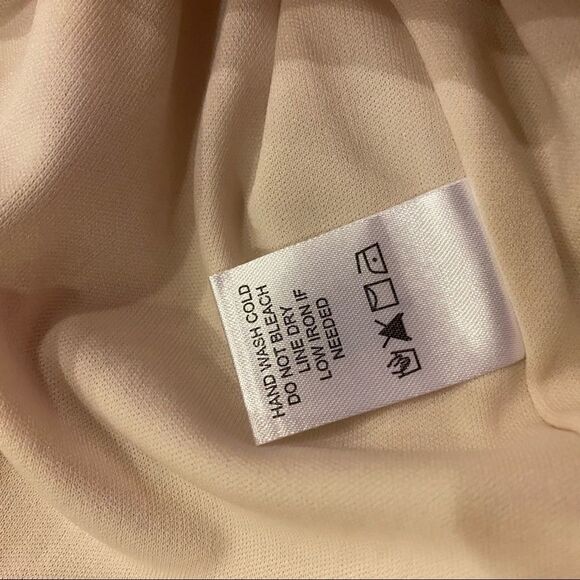 HAND WASH COLD
DO NOT BLEACH
LINE DRY
LOW IRON IF
NEEDED